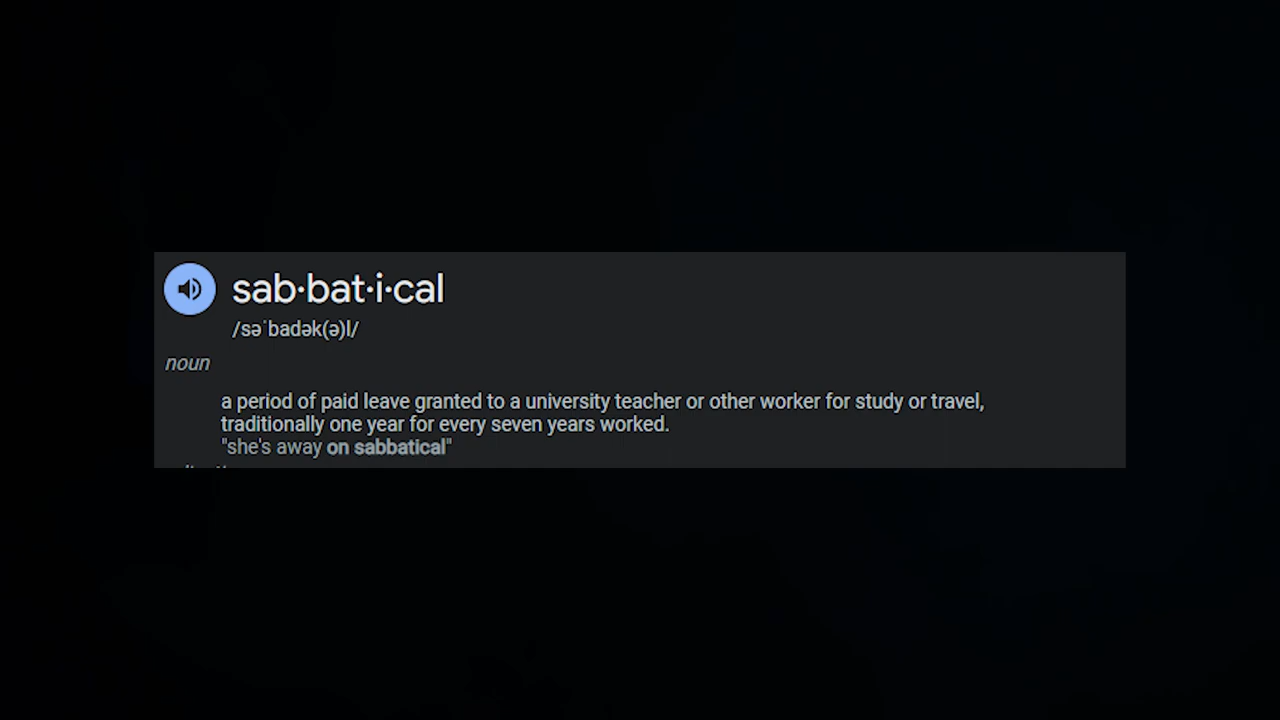 sab·bat·i·cal
/səˈbadək(ə)l/
noun
a period of paid leave granted to a university teacher or other worker for study or travel,
traditionally one year for every seven years worked.
"she's away on sabbatical"